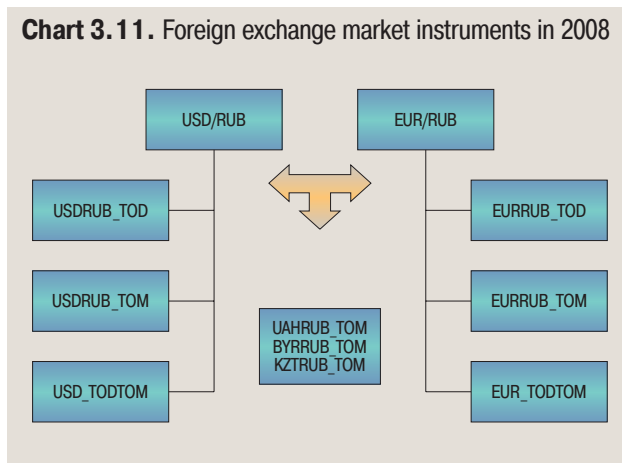 Chart 3.11. Foreign exchange market instruments in 2008
USD/RUB
EUR/RUB
USDRUB_TOD
EURRUB_TOD
USDRUB_TOM
EURRUB_TOM
UAHRUB_TOM
BYRRUB_TOM
KZTRUB_TOM
USD_TODTOM
EUR_TODTOM